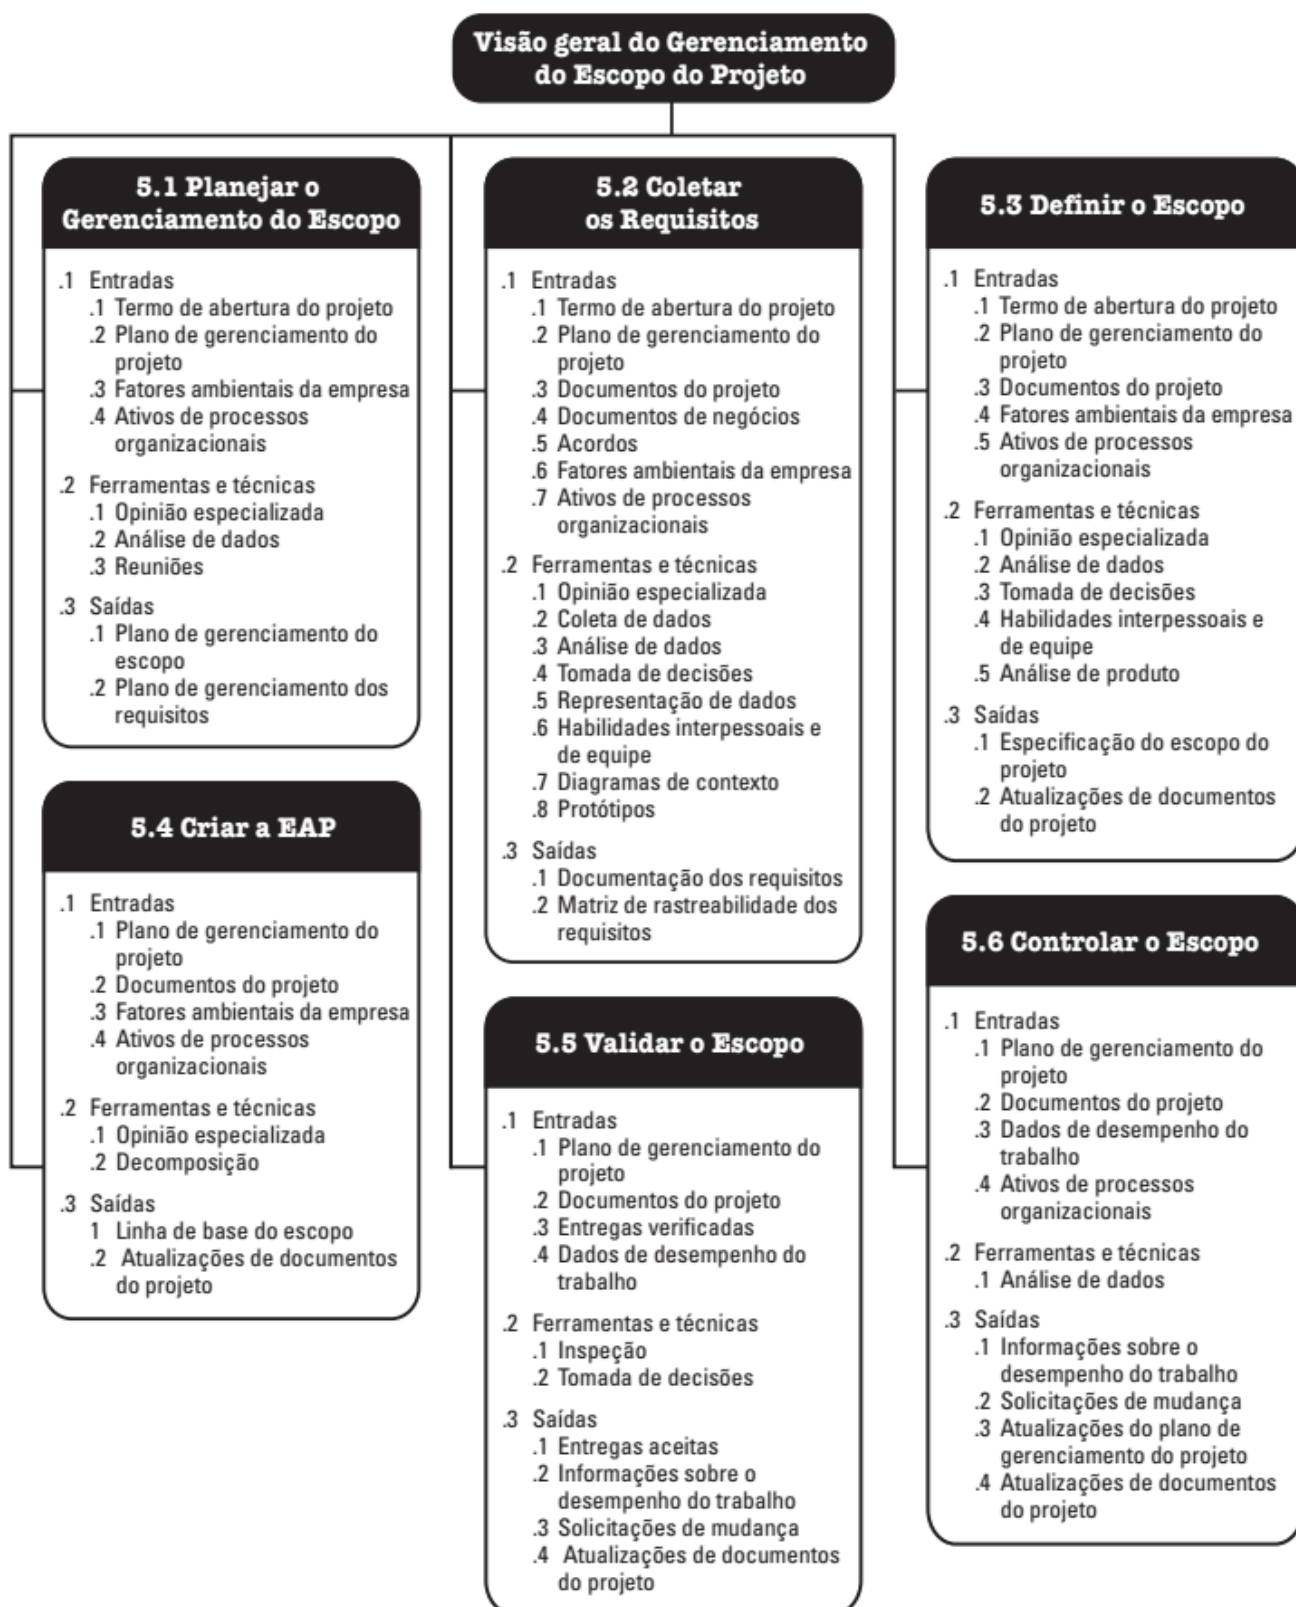 Visão geral do Gerenciamento
do Escopo do Projeto
5.1 Planejar o
Gerenciamento do Escopo
.1 Entradas
.1 Termo de abertura do projeto
.2 Plano de gerenciamento do
projeto
.3 Fatores ambientais da empresa
.4 Ativos de processos
organizacionais
.2 Ferramentas e técnicas
.1 Opinião especializada
.2 Análise de dados
.3 Reuniões
.3 Saídas
.1 Plano de gerenciamento do
escopo
.2 Plano de gerenciamento dos
requisitos
5.2 Coletar
os Requisitos
.1 Entradas
.1 Termo de abertura do projeto
.2 Plano de gerenciamento do
projeto
.3 Documentos do projeto
.4 Documentos de negócios
.5 Acordos
.6 Fatores ambientais da empresa
.7 Ativos de processos
organizacionais
.2 Ferramentas e técnicas
.1 Opinião especializada
.2 Coleta de dados
.3 Análise de dados
.4 Tomada de decisões
.5 Representação de dados
.6 Habilidades interpessoais e
de equipe
.7 Diagramas de contexto
.8 Protótipos
.3 Saídas
.1 Documentação dos requisitos
.2 Matriz de rastreabilidade dos
requisitos
5.3 Definir o Escopo
.1 Entradas
.1 Termo de abertura do projeto
.2 Plano de gerenciamento do
projeto
.3 Documentos do projeto
.4 Fatores ambientais da empresa
.5 Ativos de processos
organizacionais
.2 Ferramentas e técnicas
.1 Opinião especializada
.2 Análise de dados
.3 Tomada de decisões
.4 Habilidades interpessoais e
de equipe
.5 Análise de produto
.3 Saídas
.1 Especificação do escopo do
projeto
.2 Atualizações de documentos
do projeto
5.4 Criar a EAP
.1 Entradas
.1 Plano de gerenciamento do
projeto
.2 Documentos do projeto
.3 Fatores ambientais da empresa
.4 Ativos de processos
organizacionais
.2 Ferramentas e técnicas
.1 Opinião especializada
.2 Decomposição
.3 Saídas
1 Linha de base do escopo
.2 Atualizações de documentos
do projeto
5.5 Validar o Escopo
.1 Entradas
.1 Plano de gerenciamento do
projeto
.2 Documentos do projeto
.3 Entregas verificadas
.4 Dados de desempenho do
trabalho
.2 Ferramentas e técnicas
.1 Inspeção
.2 Tomada de decisões
.3 Saídas
.1 Entregas aceitas
.2 Informações sobre o
desempenho do trabalho
.3 Solicitações de mudança
.4 Atualizações de documentos
do projeto
5.6 Controlar o Escopo
.1 Entradas
.1 Plano de gerenciamento do
projeto
.2 Documentos do projeto
.3 Dados de desempenho do
trabalho
.4 Ativos de processos
organizacionais
.2 Ferramentas e técnicas
.1 Análise de dados
.3 Saídas
.1 Informações sobre o
desempenho do trabalho
.2 Solicitações de mudança
.3 Atualizações do plano de
gerenciamento do projeto
.4 Atualizações de documentos
do projeto